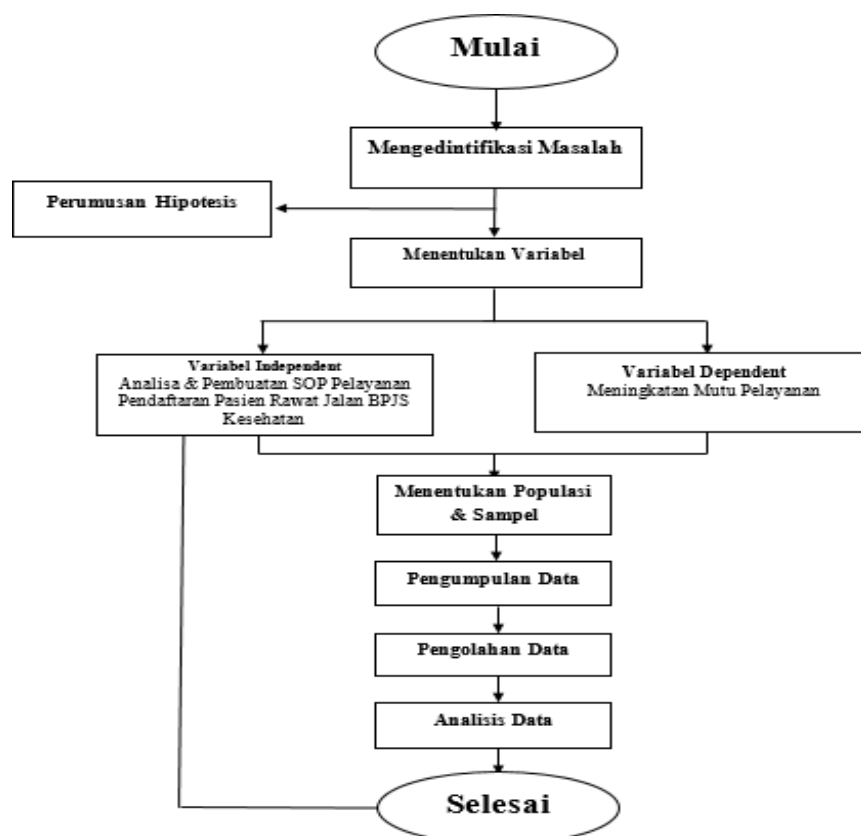 Mulai
Mengedintifikasi Masalah
Perumusan Hipotesis
Menentukan Variabel
Variabel Independent
Analisa & Pembuatan SOP Pelayanan
Pendaftaran Pasien Rawat Jalan BPJS
Kesehatan
Variabel Dependent
Meningkatan Mutu Pelayanan
Menentukan Populasi
& Sampel
Pengumpulan Data
Pengolahan Data
Analisis Data
Selesai